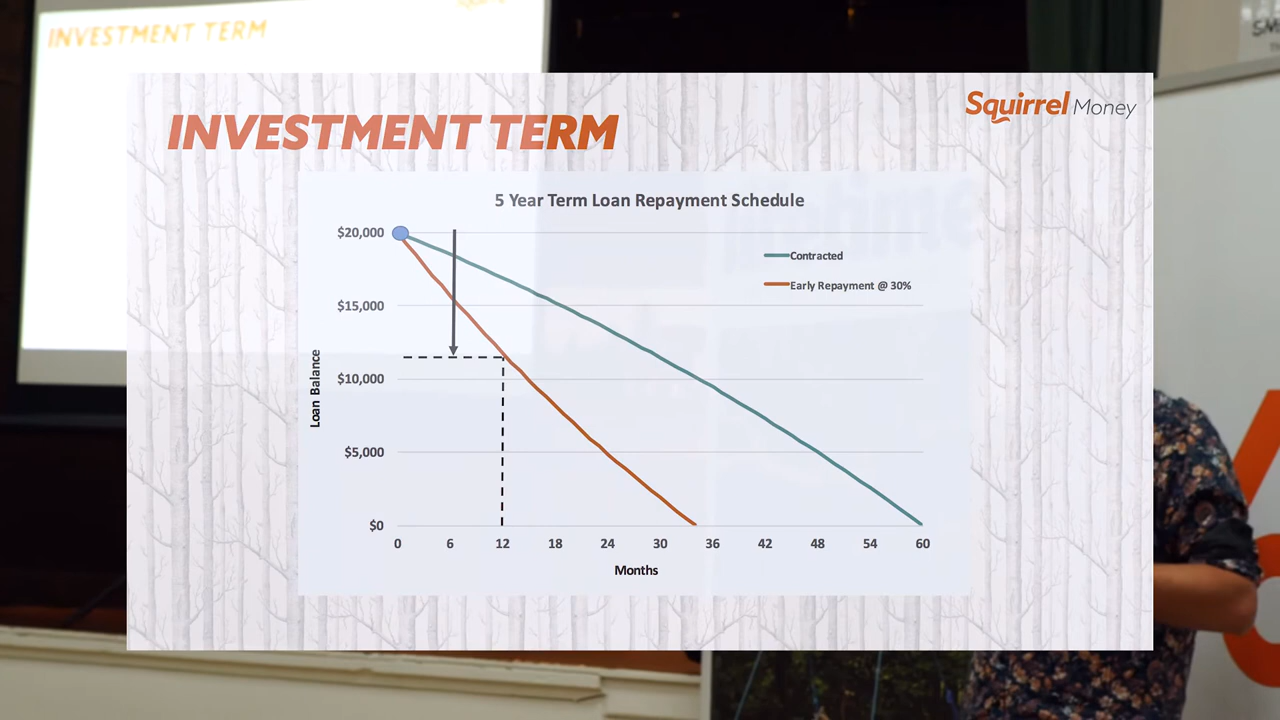 INVESTMENT TERM
SM
Squirrel Money
INVESTMENT TERM
5 Year Term Loan Repayment Schedule
$20,000
$15,000
$10,000
$5,000
$0
Loan Balance
Contracted
Early Repayment @ 30%
0 6 12 18 24 30 36 42 48 54 60
Months